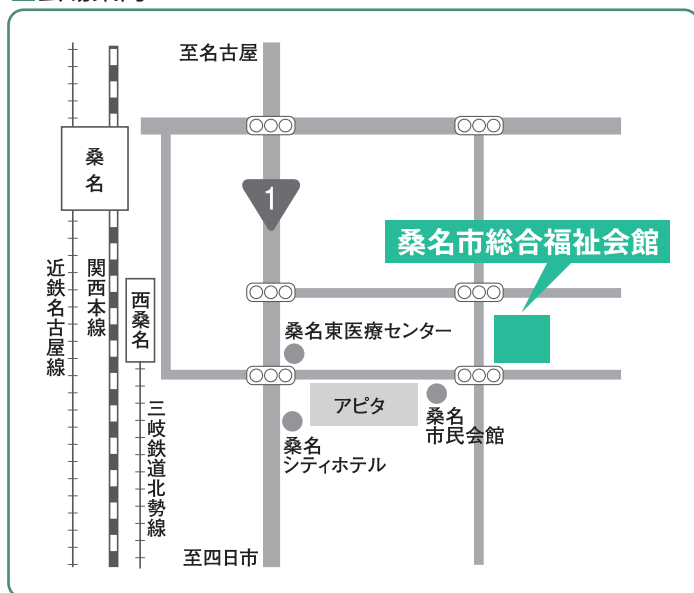 至名古屋
桑名
1
桑名市総合福祉会館
近鉄名古屋線
関西本線
西桑名
桑名東医療センター
アピタ
桑名
市民会館
桑名
シティホテル
三岐鉄道北勢線
至四日市